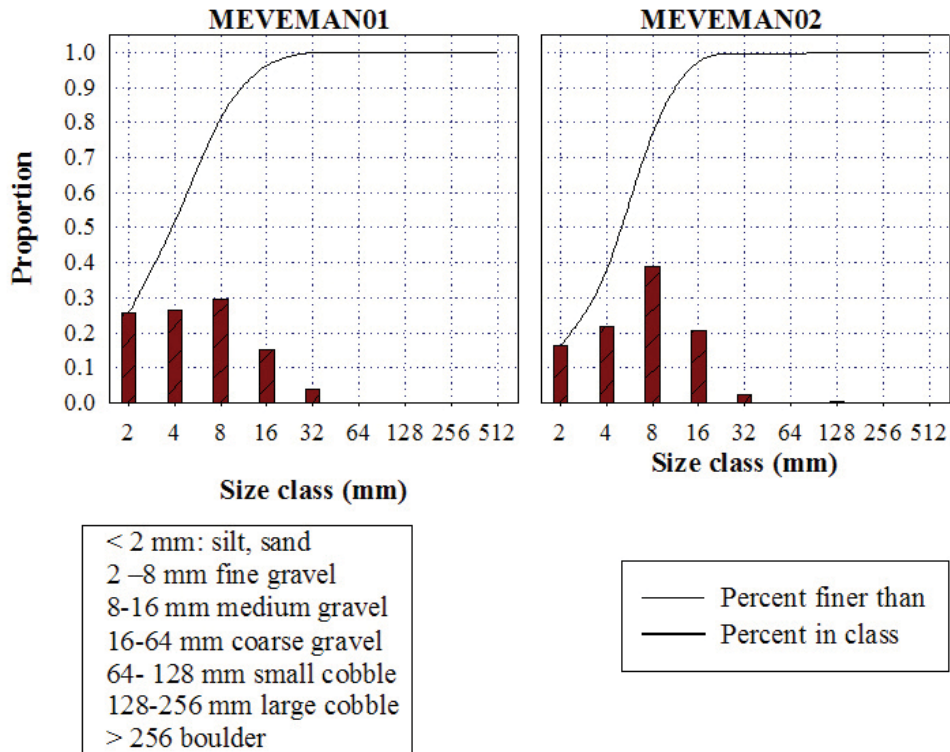 MEVEMAN01
MEVEMAN02
Proportion
1.0
0.9
0.8
0.7
0.6
0.5
0.4
0.3
0.2
0.1
0.0
2 4 8 16 32 64 128 256 512
2 4 8 16 32 64 128 256 512
Size class (mm)
Size class (mm)
< 2 mm: silt, sand
2 –8 mm fine gravel
8-16 mm medium gravel
16-64 mm coarse gravel
64- 128 mm small cobble
128-256 mm large cobble
> 256 boulder
Percent finer than
Percent in class